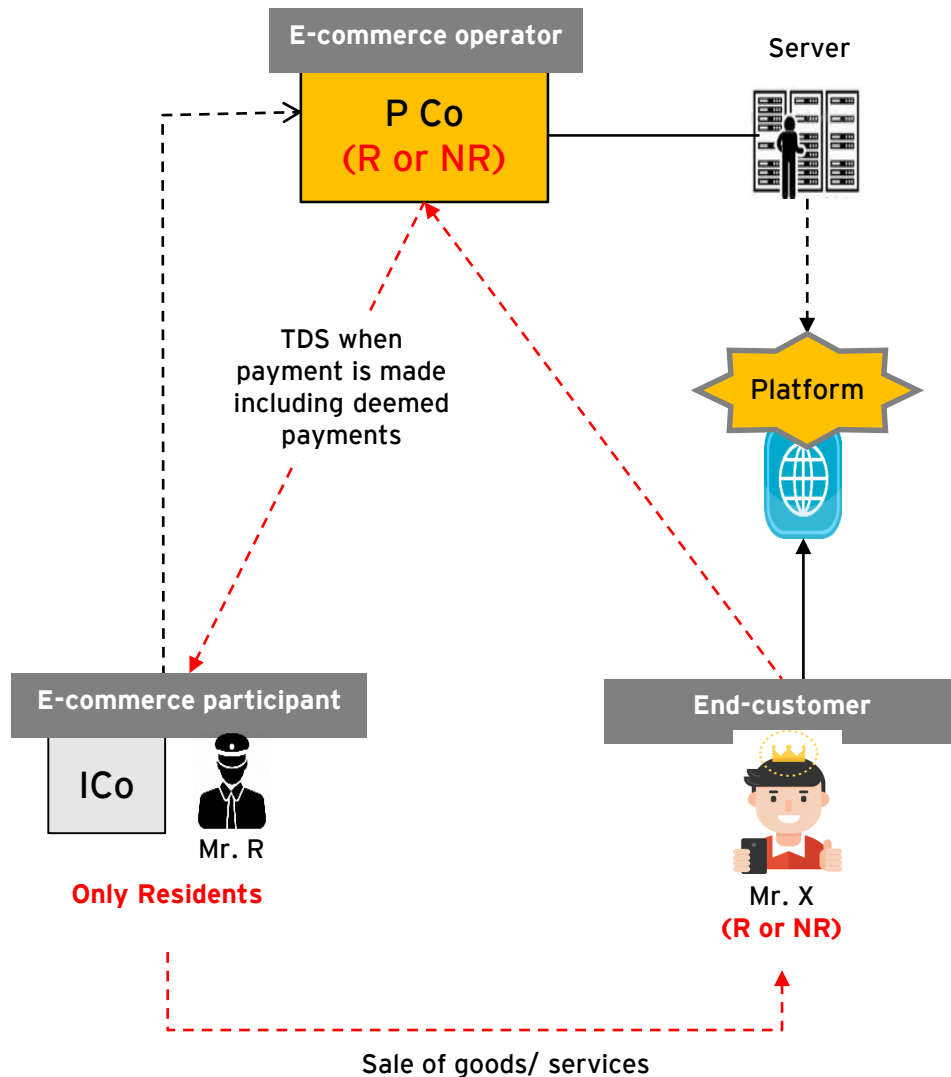 E-commerce operator
Server
P Co
(R or NR)
TDS when
payment is made
including deemed
payments
Platform
E-commerce participant
End-customer
ICo
Mr. R
Only Residents
Mr. X
(R or NR)
Sale of goods/ services